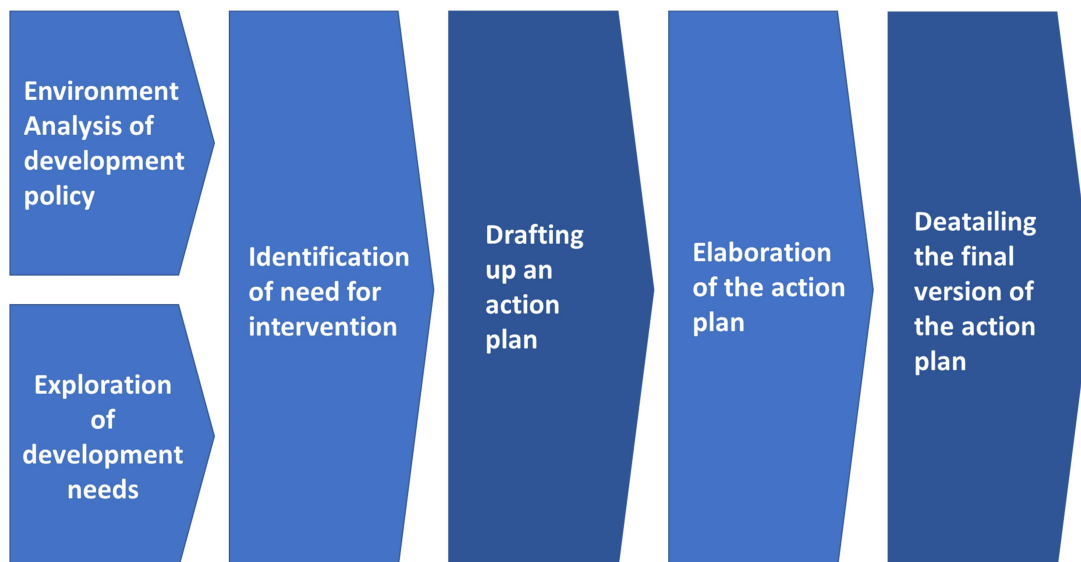 Environment
Analysis of
development
policy
Exploration
of
development
needs
Identification
of need for
intervention
Drafting
up an
action
plan
Elaboration
of the action
plan
Deatailing
the final
version of
the action
plan